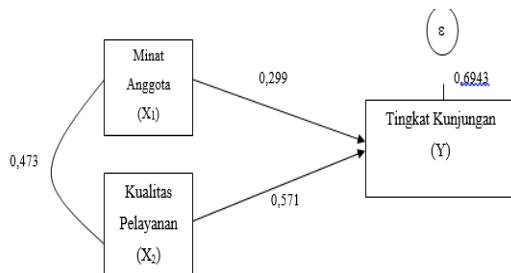 ε
Minat
Anggota
(X₁)
0,299
0,6943
Tingkat Kunjungan
(Y)
0,473
Kualitas
Pelayanan
(X₂)
0,571